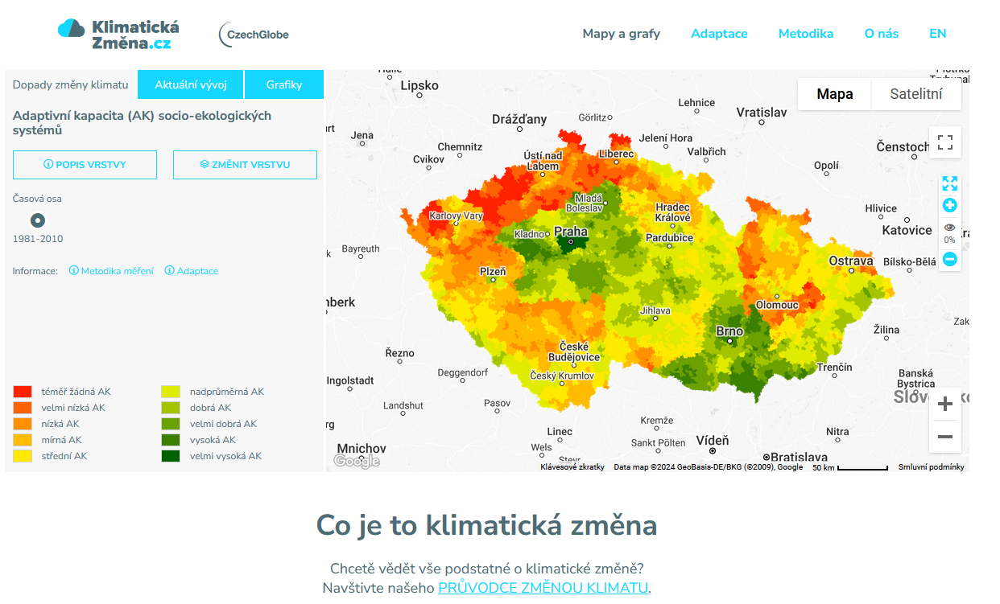 Klimatická
Změna.cz
CzechGlobe
Mapy a grafy
Adaptace
Metodika
O nás
EN
Dopady změny klimatu
Aktuální vývoj
Grafiky
Adaptivní kapacita (AK) socio-ekologických
systémů
POPIS VRSTVY
ZMĚNIT VRSTVU
Časová osa
1981-2010
Informace:
Metodika měření
Adaptace
téměř žádná AK
velmi nízká AK
nízká AK
mírná AK
střední AK
nadprůměrná AK
dobrá AK
velmi dobrá AK
vysoká AK
velmi vysoká AK
Mapa
Satelitní
Lipsko
Lehnice
Vratislav
Drážďany
Görlitz
Jena
Chemnitz
Jelení Hora
Cvikov
Ústí nad
Labem
Liberec
Valbřich
Čenstoch
Opolí
Mladá
Boleslav
Karlovy Vary
Hradec
Králové
Hlivice
Kladno
Praha
Pardubice
Katovice
0%
Bayreuth
Plzeň
Ostrava
Bílsko-Bělá
mberk
Olomouc
Jihlava
Brno
Žilina
Zak
České
Budějovice
Řezno
Deggendorf
Český Krumlov
Trenčín
Banská
Bystrica
Ingolstadt
Landshut
Pasov
Kremže
Linec
Sankt Pölten
Vídeň
Nitra
Mnichov
Wels
Steyr
Bratislava
Google
Klávesové zkratky
Data map ©2024 GeoBasis-DE/BKG (©2009), Google
50 km
Smluvní podmínky
Co je to klimatická změna
Chcetě vědět vše podstatné o klimatické změně?
Navštivte našeho PRŮVODCE ZMĚNOU KLIMATU.